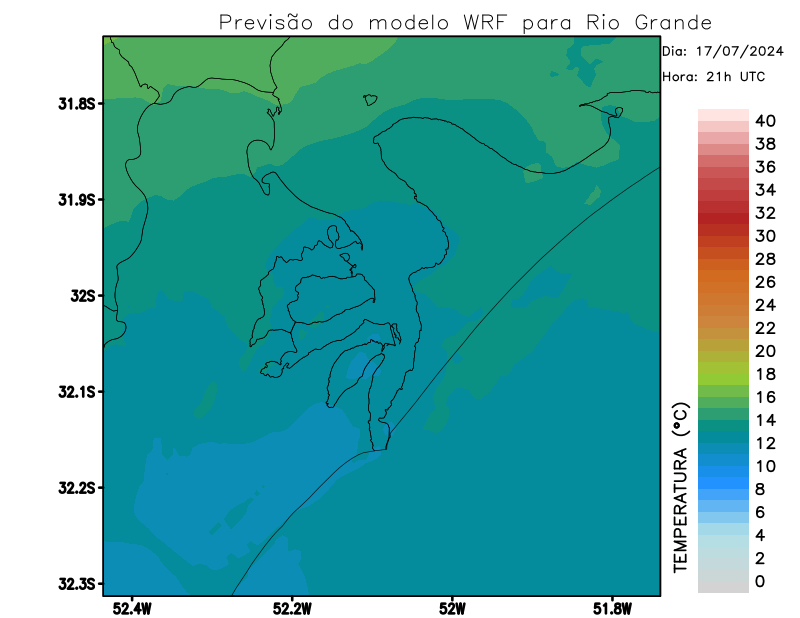 Previsão do modelo WRF para Rio Grande
Dia: 17/07/2024
Hora: 21h UTC
31.8S
31.9S
32S
32.1S
32.2S
32.3S
52.4W
52.2W
52W
51.8W
TEMPERATURA (°C)
40
38
36
34
32
30
28
26
24
22
20
18
16
14
12
10
8
6
4
2
0